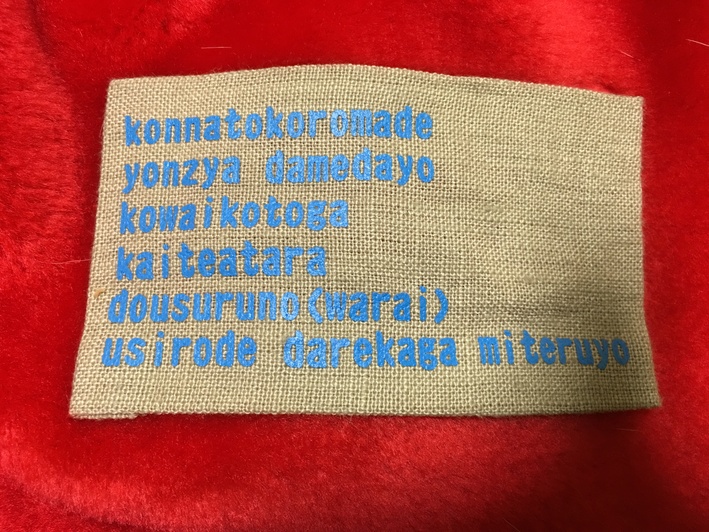 konnatokoromade
yonzya damedayo
kowaikotoga
kaiteatara
dousuruno(warai)
usirode darekaga miteruyo